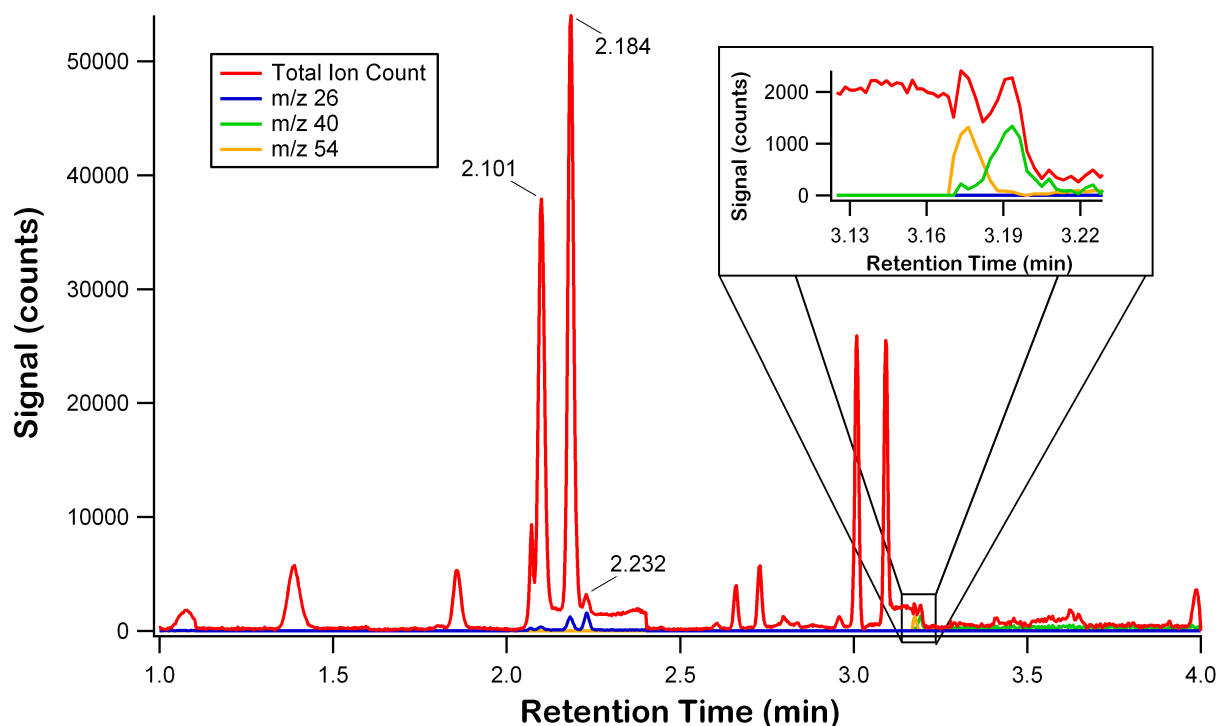 50000
40000
30000
20000
10000
0
Signal (counts)
Total Ion Count
m/z 26
m/z 40
m/z 54
2.184
2.101
2.232
2000
1000
0
Signal (counts)
3.13 3.16 3.19 3.22
Retention Time (min)
1.0 1.5 2.0 2.5 3.0 3.5 4.0
Retention Time (min)